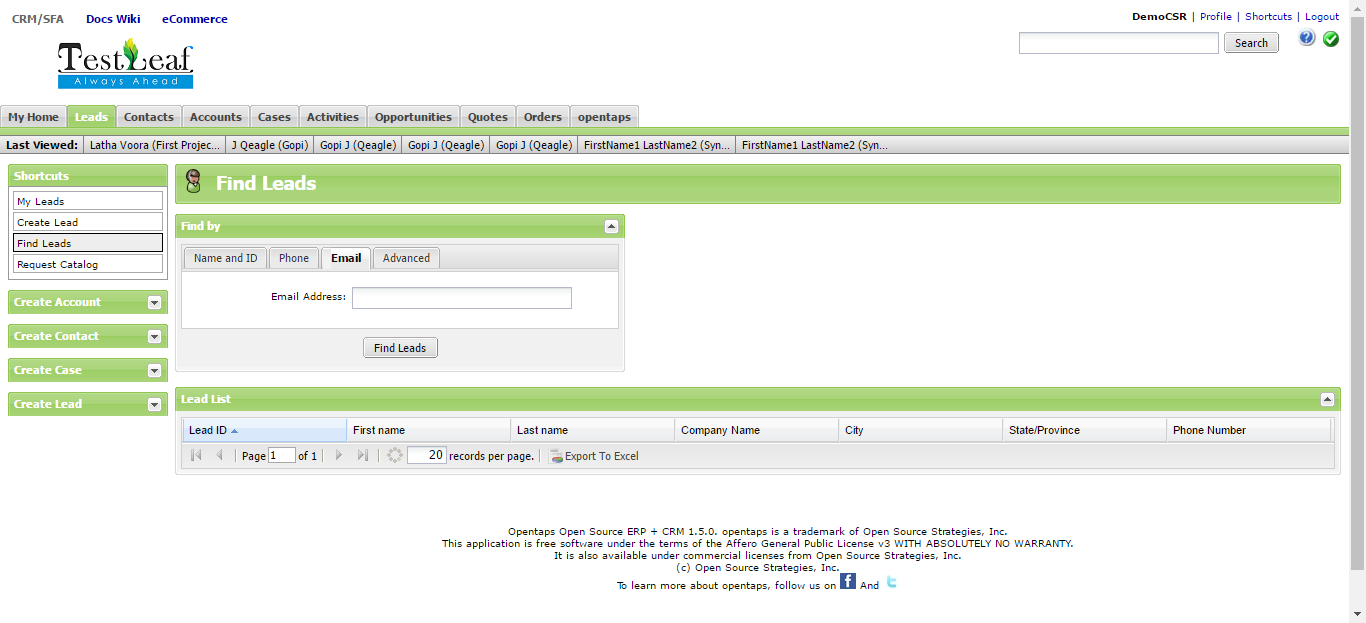 CRM/SFA Docs Wiki eCommerce
DemoCSR | Profile | Shortcuts | Logout
Search
TestLeaf
Always Ahead
My Home Leads Contacts Accounts Cases Activities Opportunities Quotes Orders opentaps
Last Viewed: Latha Voora (First Projec... J Qeagle (Gopi) Gopi J (Qeagle) Gopi J (Qeagle) Gopi J (Qeagle) FirstName1 LastName2 (Syn... FirstName1 LastName2 (Syn...
Shortcuts
My Leads
Create Lead
Find Leads
Request Catalog
Create Account
Create Contact
Create Case
Create Lead
Find Leads
Find by
Name and ID Phone Email Advanced
Email Address:
Find Leads
Lead List
Lead ID First name Last name Company Name City State/Province Phone Number
Page 1 of 1 20 records per page. Export To Excel
Opentaps Open Source ERP + CRM 1.5.0. opentaps is a trademark of Open Source Strategies, Inc.
This application is free software under the terms of the Affero General Public License v3 WITH ABSOLUTELY NO WARRANTY.
It is also available under commercial licenses from Open Source Strategies, Inc.
(c) Open Source Strategies, Inc.
To learn more about opentaps, follow us on f And t